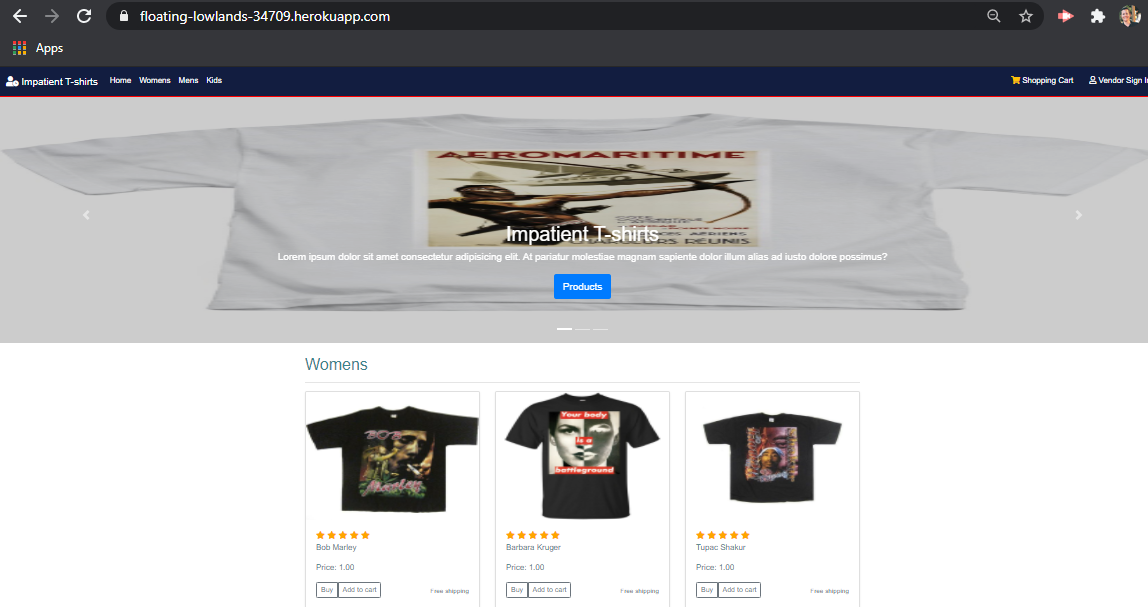 floating-lowlands-34709.herokuapp.com
Apps
Impatient T-shirts Home Womens Mens Kids Shopping Cart Vendor Sign I
AEROMARITIME
Impatient T-shirts
RÉUNIS
Lorem ipsum dolor sit amet consectetur adipisicing elit. At pariatur molestiae magnam sapiente dolor illum alias ad iusto dolore possimus?
Products
Womens
Your body
is a
battleground
Bob Marley
Price: 1.00
Buy Add to cart Free shipping
Barbara Kruger
Price: 1.00
Buy Add to cart Free shipping
Tupac Shakur
Price: 1.00
Buy Add to cart Free shipping